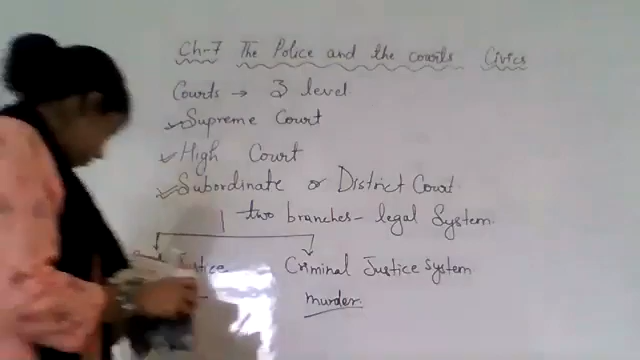 Ch-7 The Police and the courts Civics
Courts → 3 level
Supreme Court
High Court
Subordinate or District Court
two branches - legal System.
Justice Criminal Justice system
murder